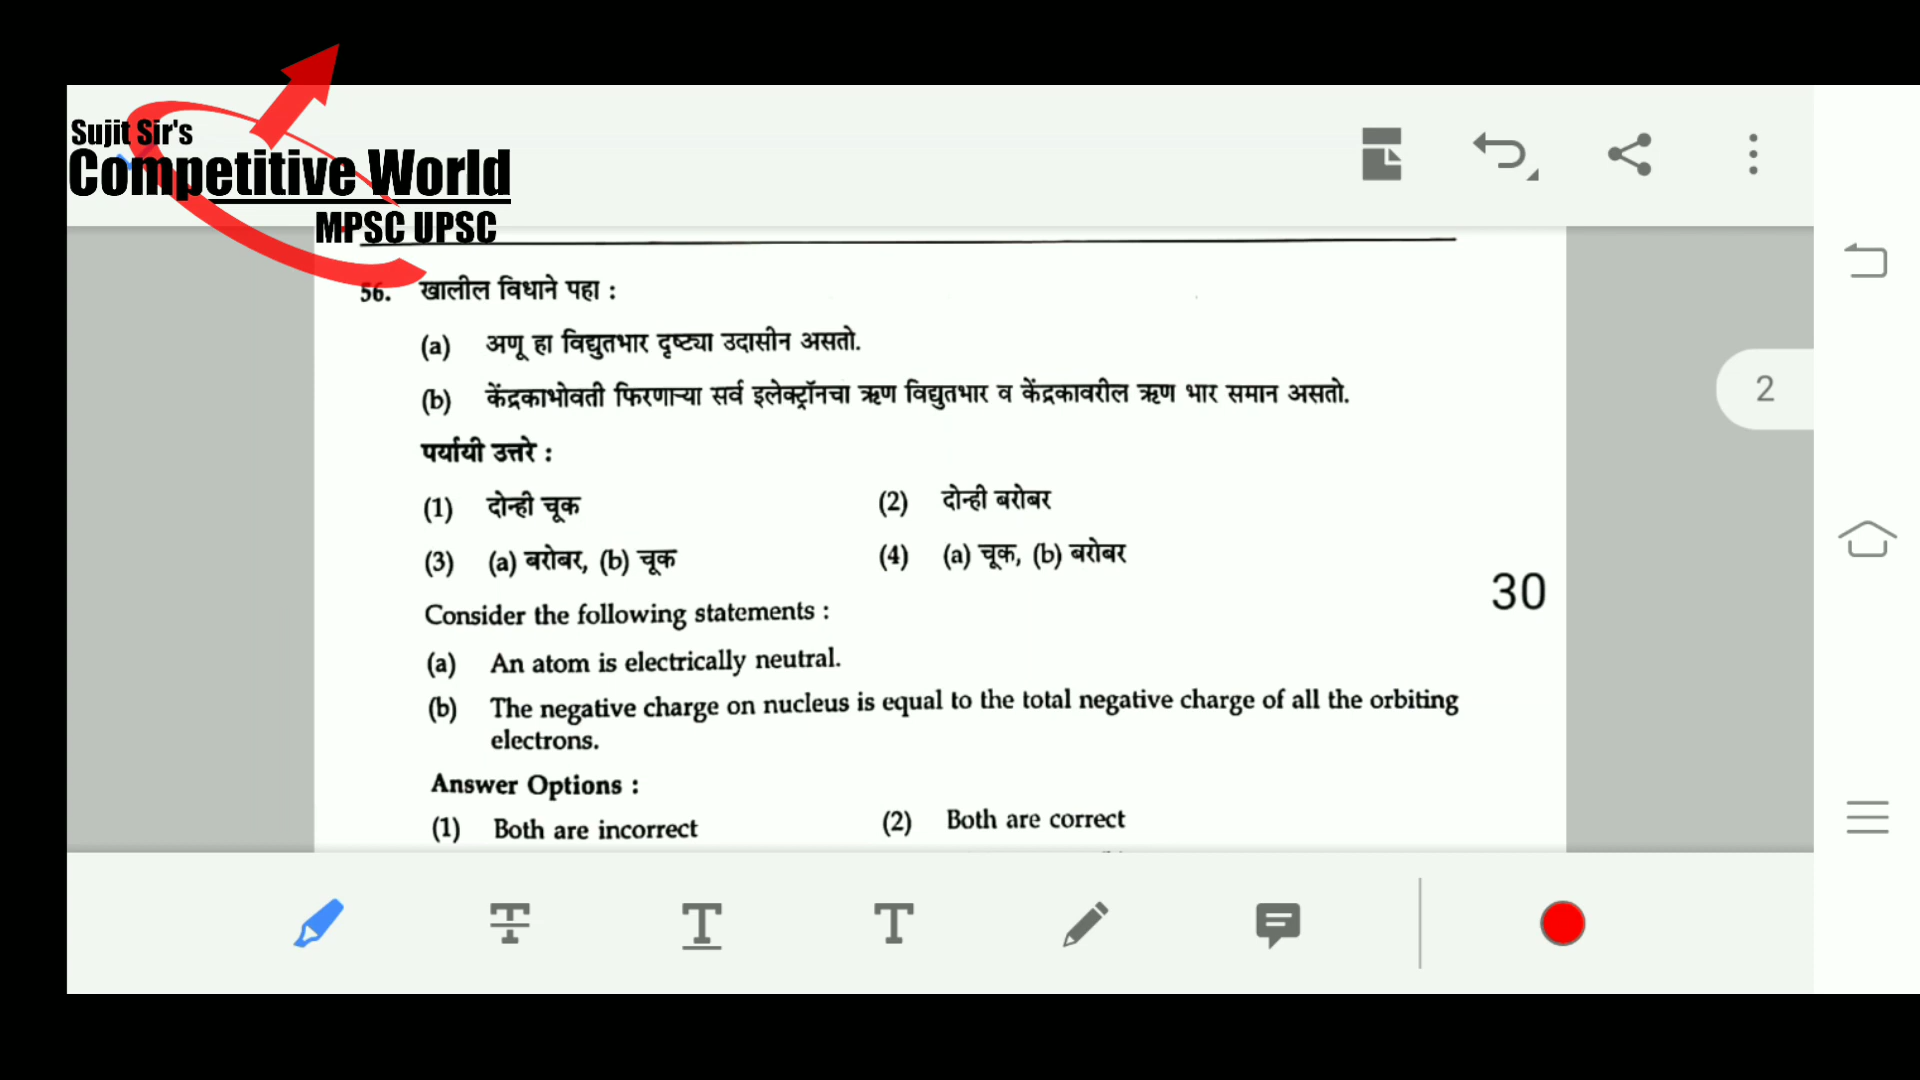 Sujit Sir's
Competitive World
MPSC UPSC
56. खालील विधाने पहा :
(a) अणू हा विद्युतभार दृष्ट्या उदासीन असतो.
(b) केंद्रकाभोवती फिरणाऱ्या सर्व इलेक्ट्रॉनचा ऋण विद्युतभार व केंद्रकावरील ऋण भार समान असतो.
2
पर्यायी उत्तरे :
(1) दोन्ही चूक (2) दोन्ही बरोबर
(3) (a) बरोबर, (b) चूक (4) (a) चूक, (b) बरोबर
30
Consider the following statements :
(a) An atom is electrically neutral.
(b) The negative charge on nucleus is equal to the total negative charge of all the orbiting
electrons.
Answer Options :
(1) Both are incorrect (2) Both are correct